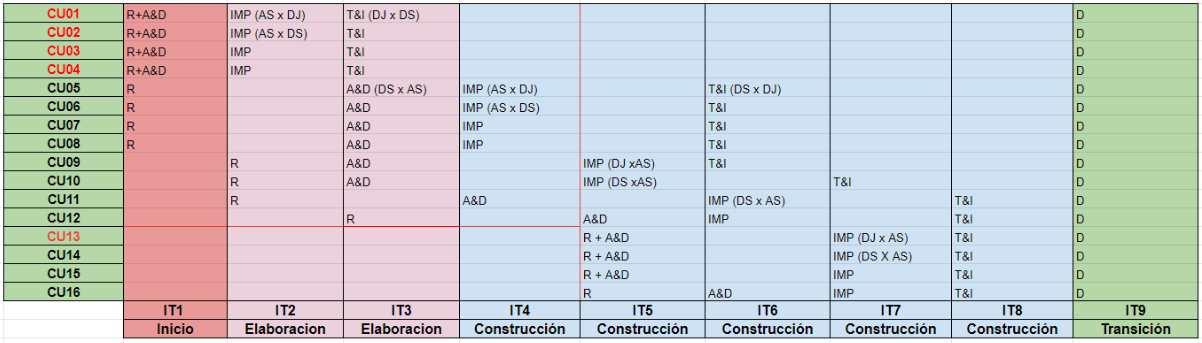 CU01 R+A&D IMP (AS x DJ) T&I (DJ x DS) D
CU02 R+A&D IMP (AS x DS) T&I D
CU03 R+A&D IMP T&I D
CU04 R+A&D IMP T&I D
CU05 R A&D (DS x AS) IMP (AS x DJ) T&I (DS x DJ) D
CU06 R A&D IMP (AS x DS) T&I D
CU07 R A&D IMP T&I D
CU08 R A&D IMP T&I D
CU09 R A&D IMP (DJ xAS) T&I D
CU10 R A&D IMP (DS xAS) T&I D
CU11 R A&D IMP (DS x AS) T&I D
CU12 R A&D IMP T&I D
CU13 R + A&D IMP (DJ x AS) T&I D
CU14 R + A&D IMP (DS X AS) T&I D
CU15 R + A&D IMP T&I D
CU16 R A&D IMP T&I D
IT1 IT2 IT3 IT4 IT5 IT6 IT7 IT8 IT9
Inicio Elaboracion Elaboracion Construcción Construcción Construcción Construcción Construcción Transición